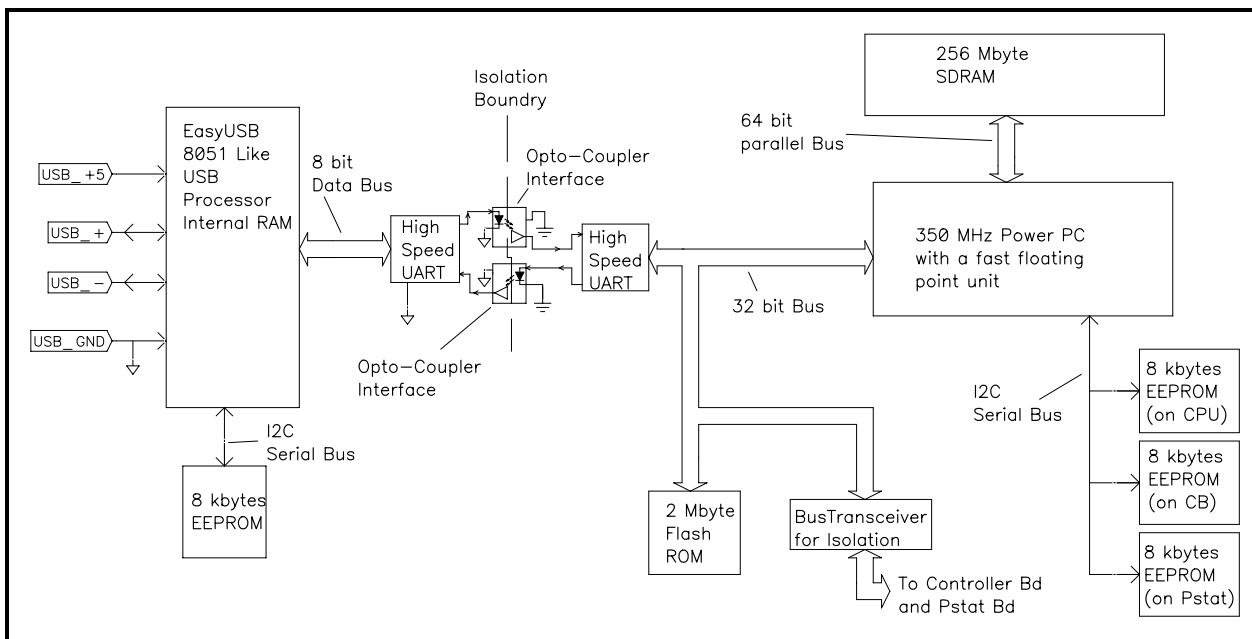 256 Mbyte
SDRAM
Isolation
Boundry
64 bit
parallel Bus
EasyUSB
8051 Like
USB
Processor
Internal RAM
8 bit
Data Bus
Opto-Coupler
Interface
USB_+5
USB_+
USB_-
USB_GND
High
Speed
UART
High
Speed
UART
350 MHz Power PC
with a fast floating
point unit
32 bit Bus
Opto-Coupler
Interface
I2C
Serial Bus
8 kbytes
EEPROM
I2C
Serial Bus
8 kbytes
EEPROM
(on CPU)
8 kbytes
EEPROM
(on CB)
8 kbytes
EEPROM
(on Pstat)
2 Mbyte
Flash
ROM
BusTransceiver
for Isolation
To Controller Bd
and Pstat Bd